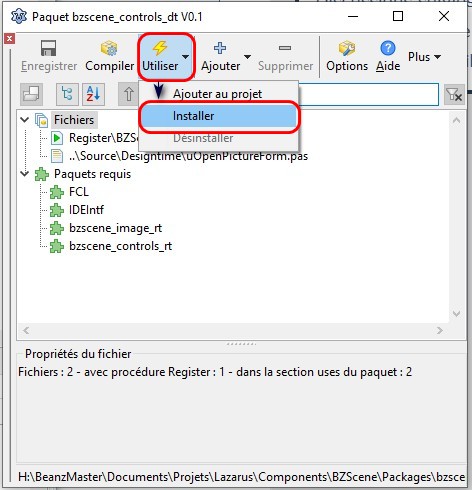 Paquet bzscene_controls_dt V0.1
Enregistrer Compiler Utiliser Ajouter Supprimer Options Aide Plus
Ajouter au projet
Installer
Désinstaller
Fichiers
Register\BZSc
..\Source\Designtime\uOpenPictureForm.pas
Paquets requis
FCL
IDEIntf
bzscene_image_rt
bzscene_controls_rt
Propriétés du fichier
Fichiers : 2 - avec procédure Register : 1 - dans la section uses du paquet : 2
H:\BeanzMaster\Documents\Projets\Lazarus\Components\BZScene\Packages\bzsce